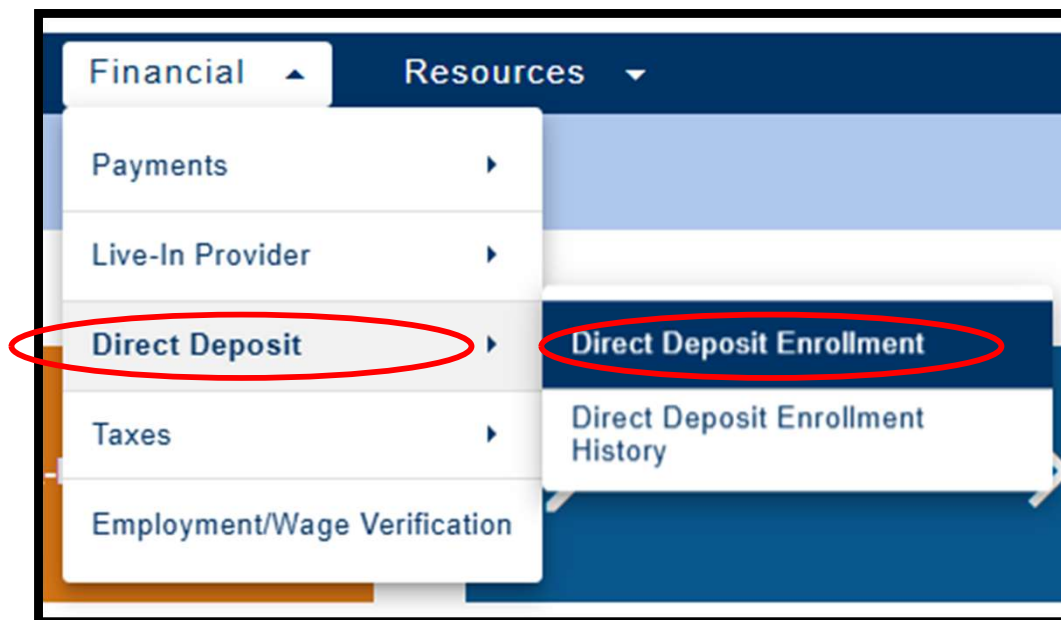 Financial
Resources
Payments
Live-In Provider
Direct Deposit
Direct Deposit Enrollment
Taxes
Direct Deposit Enrollment
History
Employment/Wage Verification